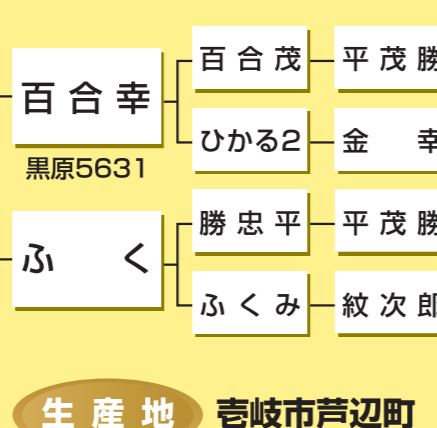 百合茂 平茂勝
百合幸
ひかる2 金 幸
黒原5631
勝忠平 平茂勝
ふく
ふくみ 紋次郎
生産地 壱岐市芦辺町